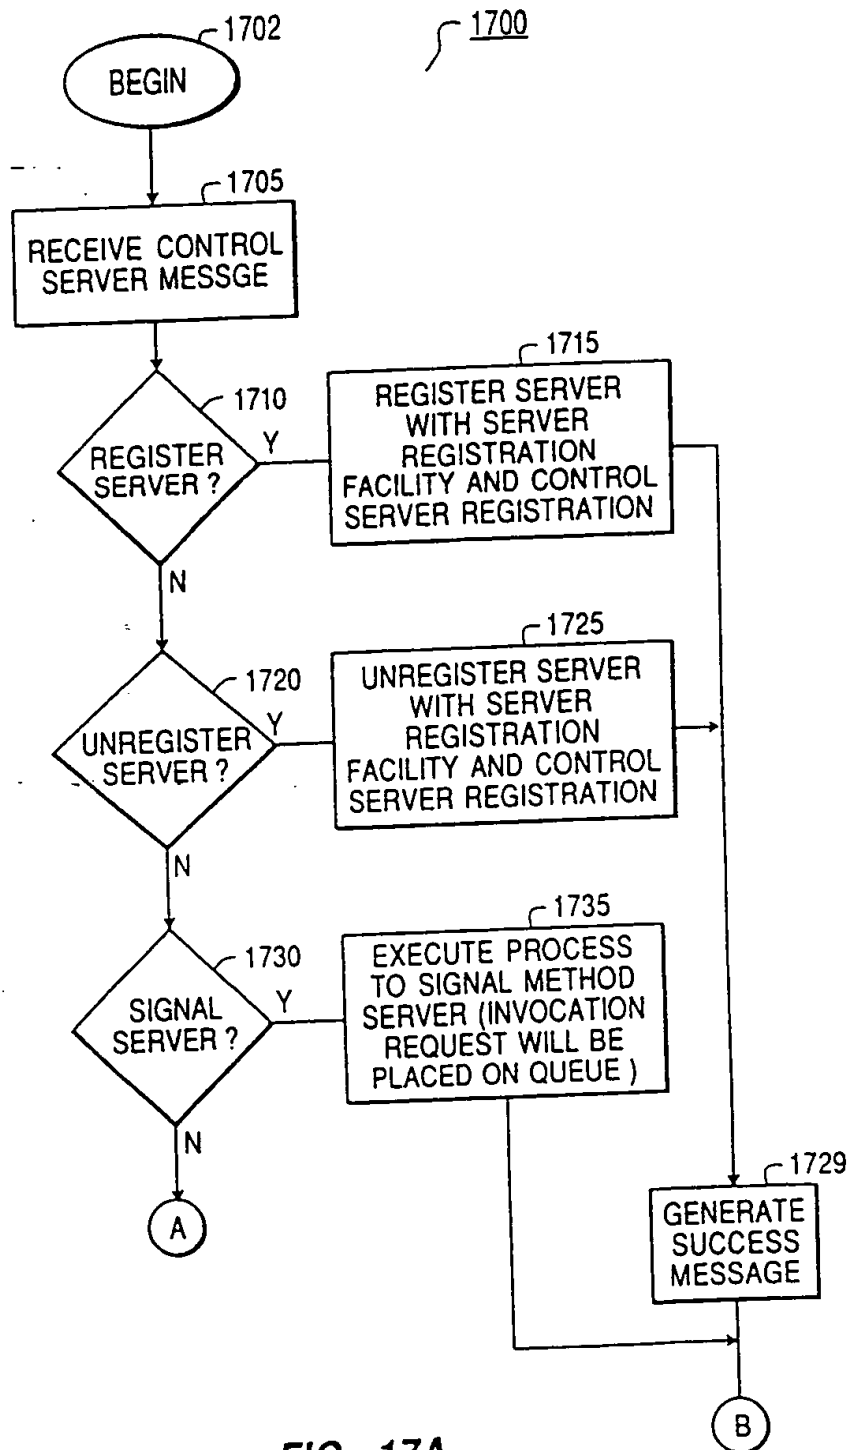 1700
1702
BEGIN
1705
RECEIVE CONTROL
SERVER MESSGE
1710
REGISTER
SERVER ?
Y
N
1715
REGISTER SERVER
WITH SERVER
REGISTRATION
FACILITY AND CONTROL
SERVER REGISTRATION
1720
UNREGISTER
SERVER ?
Y
N
1725
UNREGISTER SERVER
WITH SERVER
REGISTRATION
FACILITY AND CONTROL
SERVER REGISTRATION
1730
SIGNAL
SERVER ?
Y
N
1735
EXECUTE PROCESS
TO SIGNAL METHOD
SERVER (INVOCATION
REQUEST WILL BE
PLACED ON QUEUE )
A
1729
GENERATE
SUCCESS
MESSAGE
B
FIG. 17A